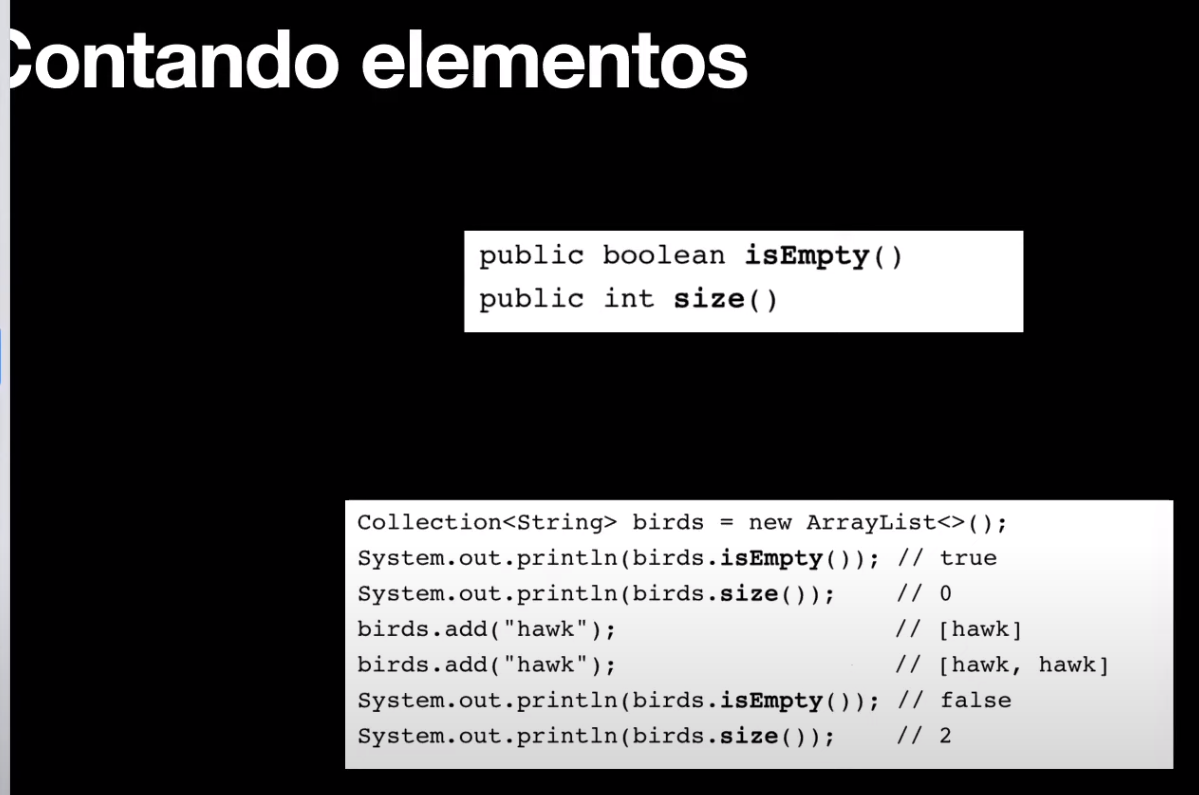 Contando elementos
public boolean isEmpty()
public int size()
Collection<String> birds = new ArrayList<>();
System.out.println(birds.isEmpty()); // true
System.out.println(birds.size());    // 0
birds.add("hawk");                   // [hawk]
birds.add("hawk");                   // [hawk, hawk]
System.out.println(birds.isEmpty()); // false
System.out.println(birds.size());    // 2